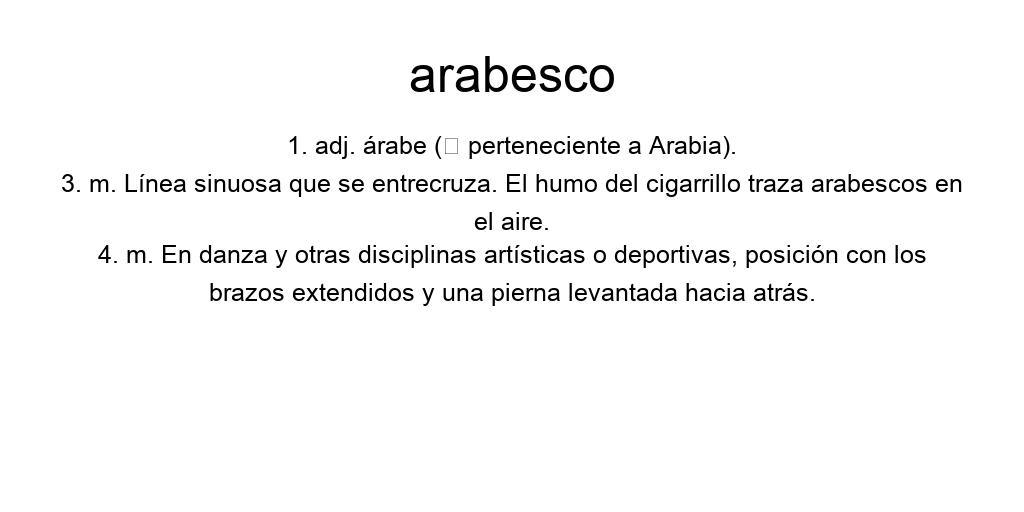 arabesco
1. adj. árabe (□ perteneciente a Arabia).
3. m. Línea sinuosa que se entrecruza. El humo del cigarrillo traza arabescos en
el aire.
4. m. En danza y otras disciplinas artísticas o deportivas, posición con los
brazos extendidos y una pierna levantada hacia atrás.